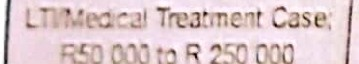 LTI/Medical Treatment Case;
R50 000 to R 250 000